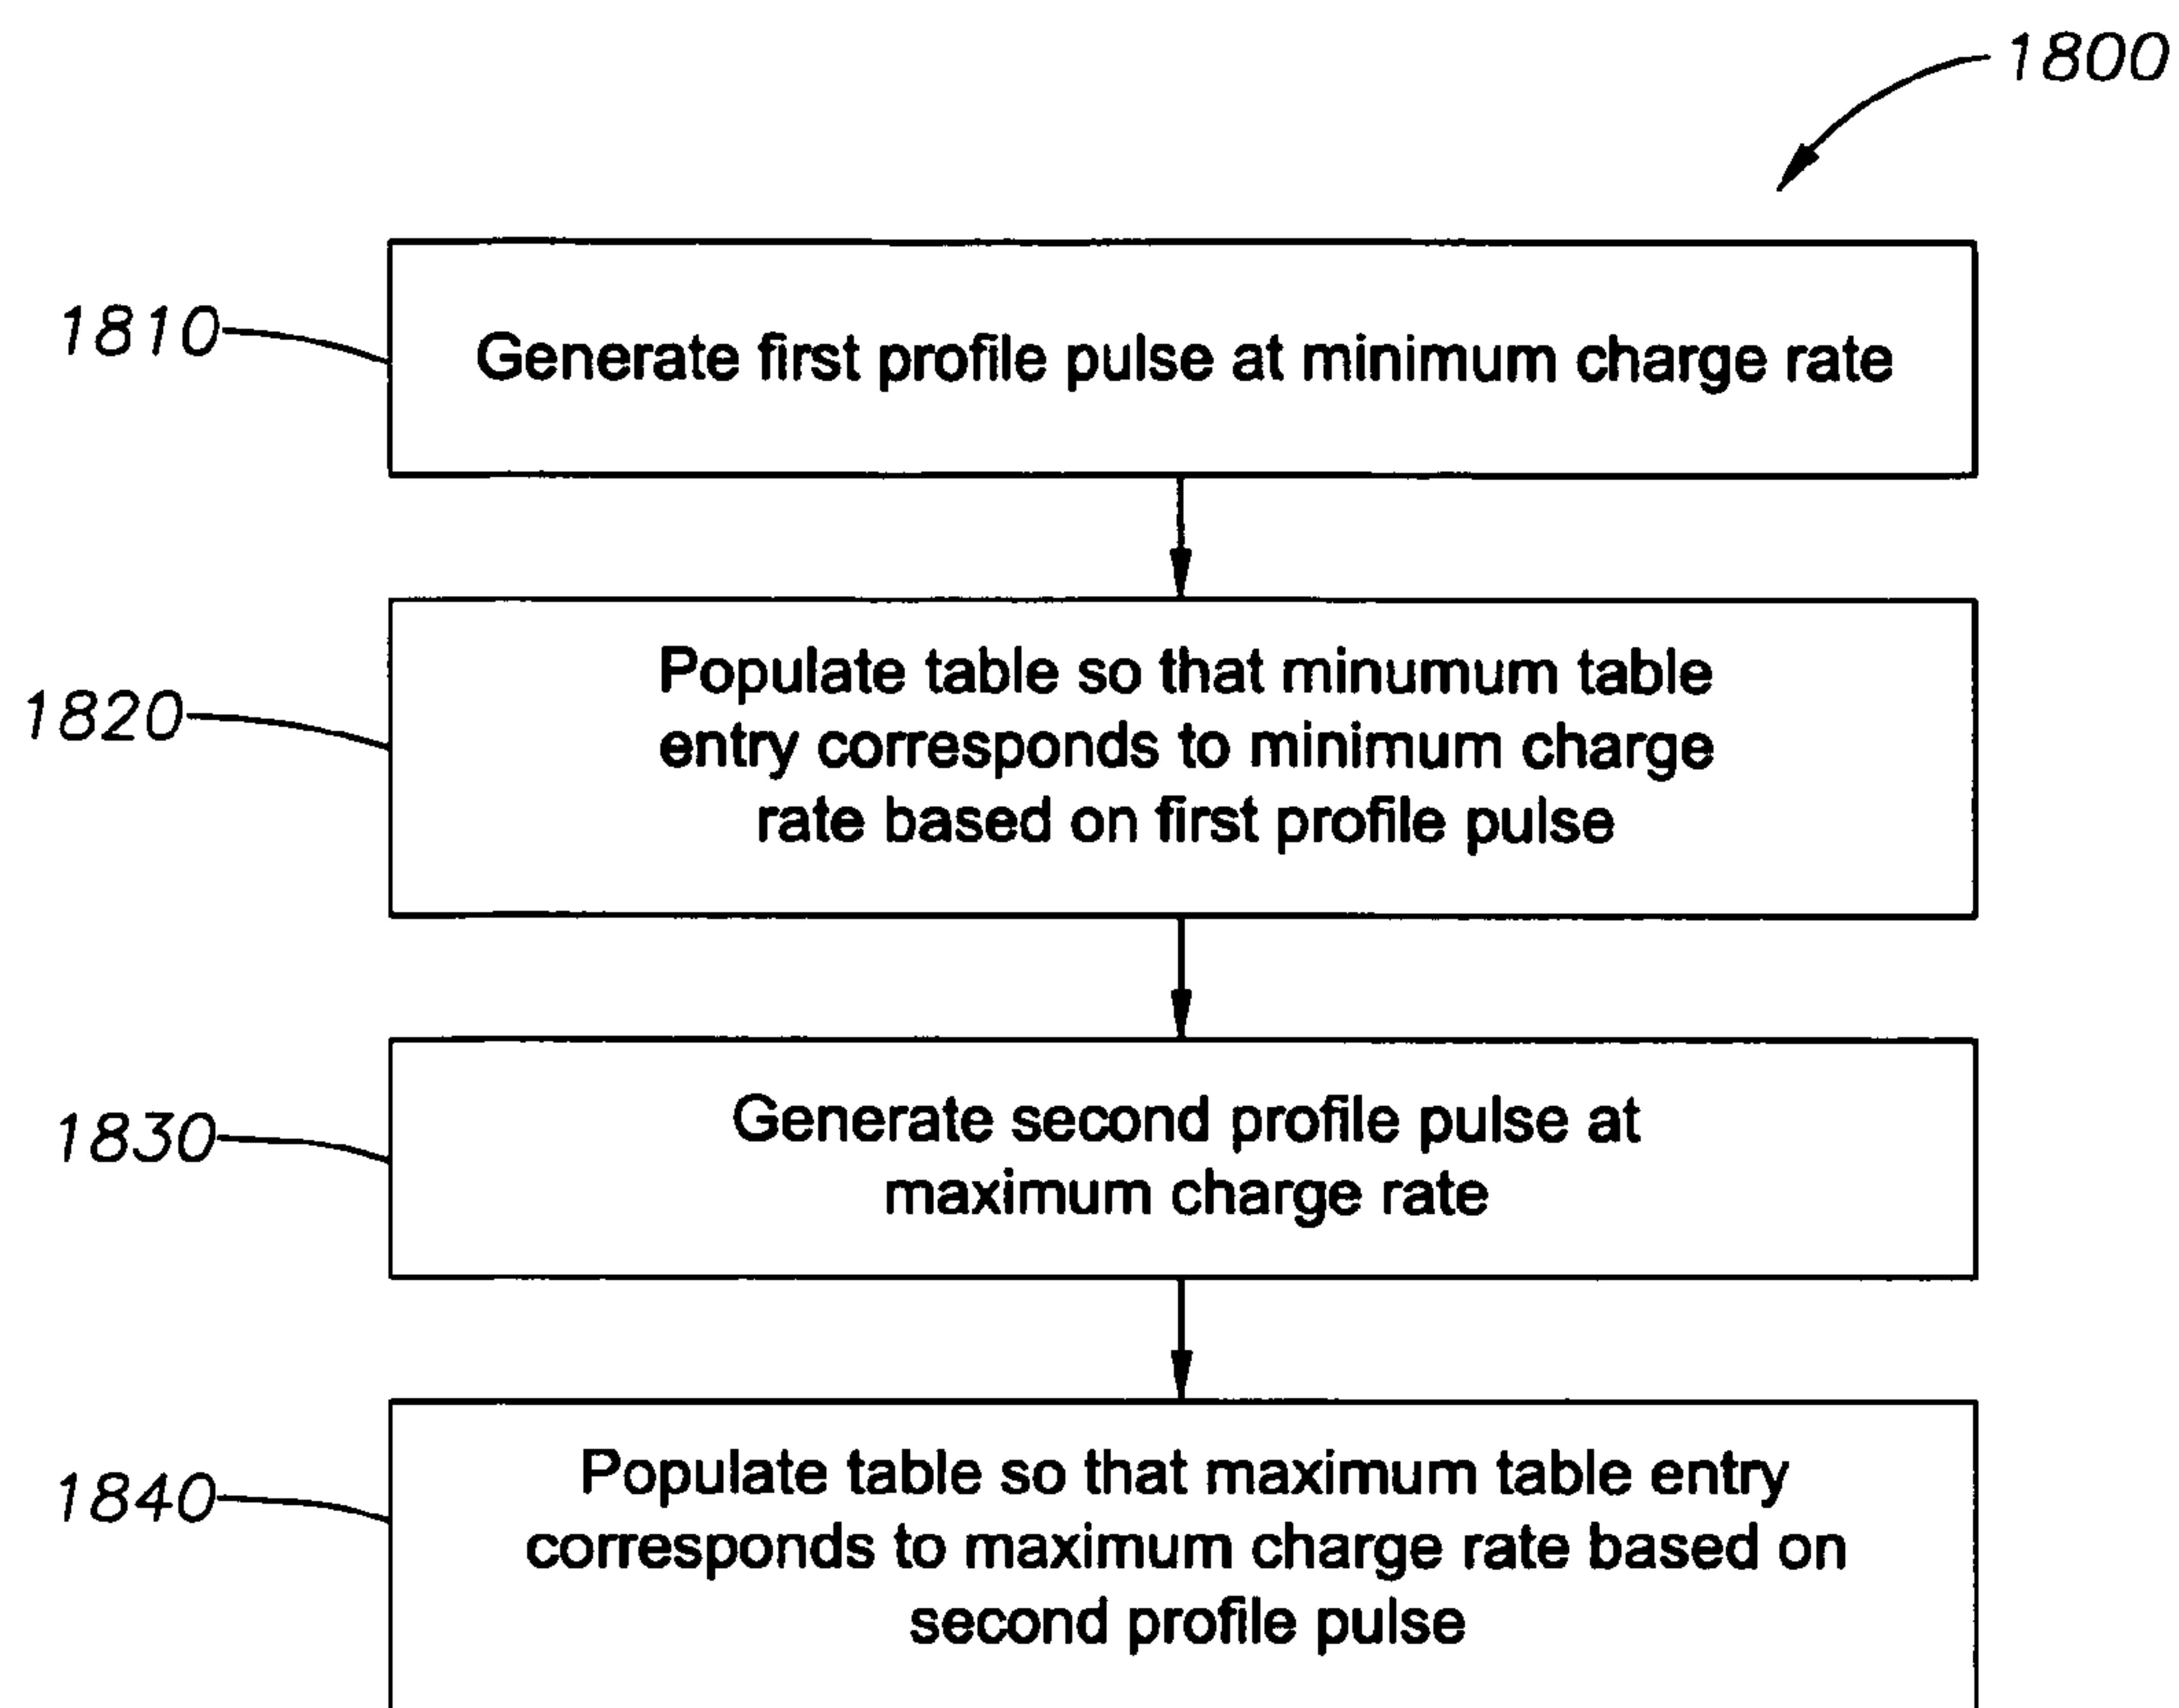 1800
1810
Generate first profile pulse at minimum charge rate
1820
Populate table so that minumum table
entry corresponds to minimum charge
rate based on first profile pulse
1830
Generate second profile pulse at
maximum charge rate
1840
Populate table so that maximum table entry
corresponds to maximum charge rate based on
second profile pulse